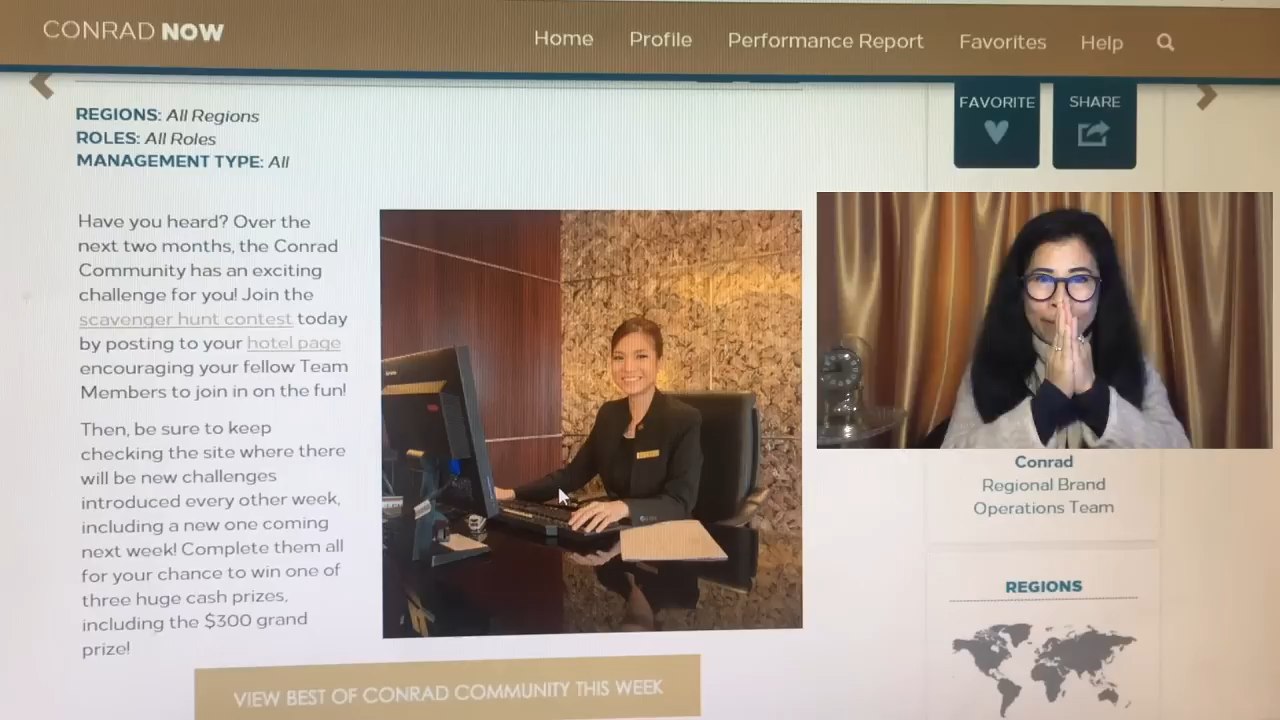 CONRAD NOW
Home Profile Performance Report Favorites Help
REGIONS: All Regions
ROLES: All Roles
MANAGEMENT TYPE: All
FAVORITE
SHARE
Have you heard? Over the
next two months, the Conrad
Community has an exciting
challenge for you! Join the
scavenger hunt contest today
by posting to your hotel page
encouraging your fellow Team
Members to join in on the fun!
Then, be sure to keep
checking the site where there
will be new challenges
introduced every other week,
including a new one coming
next week! Complete them all
for your chance to win one of
three huge cash prizes,
including the $300 grand
prize!
VIEW BEST OF CONRAD COMMUNITY THIS WEEK
Conrad
Regional Brand
Operations Team
REGIONS